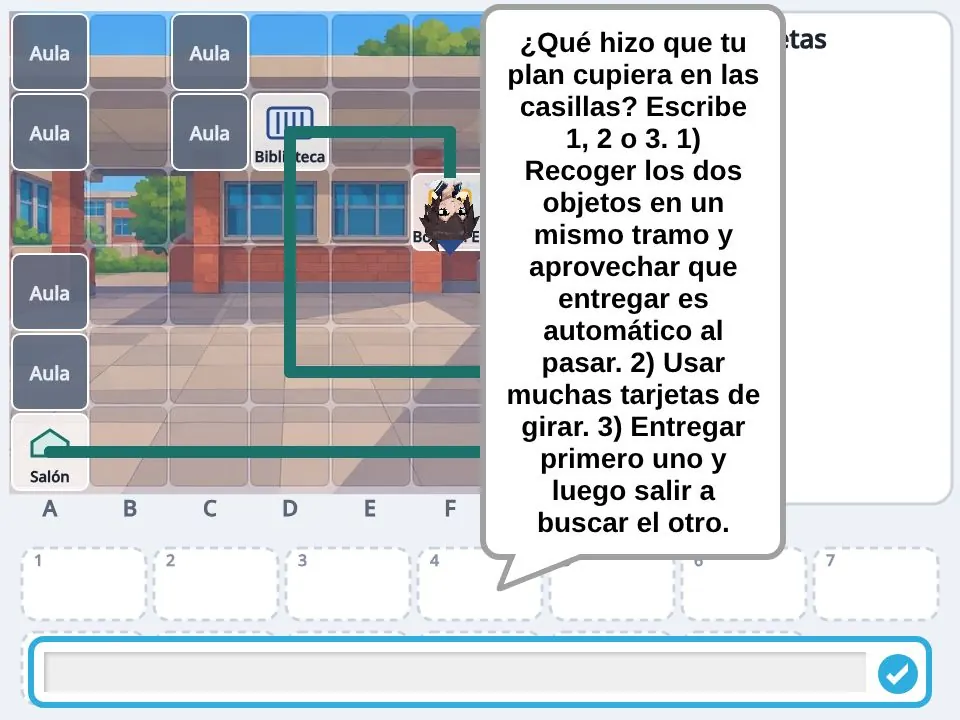 Aula
Aula
Aula
Aula
Biblioteca
Aula
Aula
Salón
A B C D E F
etas
¿Qué hizo que tu
plan cupiera en las
casillas? Escribe
1, 2 o 3. 1)
Recoger los dos
objetos en un
mismo tramo y
aprovechar que
entregar es
automático al
pasar. 2) Usar
muchas tarjetas de
girar. 3) Entregar
primero uno y
luego salir a
buscar el otro.
1 2 3 4 5 6 7